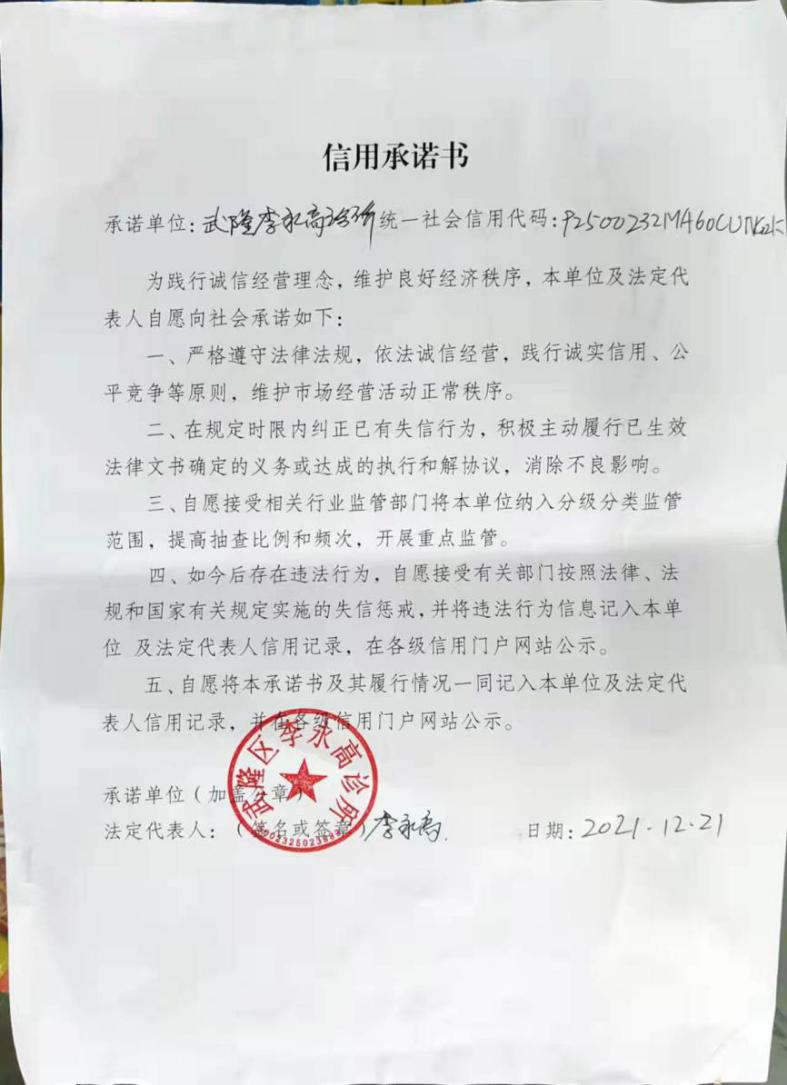 信用承诺书
承诺单位：武隆李永高诊所统一社会信用代码：
为践行诚信经营理念，维护良好经济秩序，本单位及法定代
表人自愿向社会承诺如下：
一、严格遵守法律法规，依法诚信经营，践行诚实信用、公
平竞争等原则，维护市场经营活动正常秩序。
二、在规定时限内纠正已有失信行为，积极主动履行已生效
法律文书确定的义务或达成的执行和解协议，消除不良影响。
三、自愿接受相关行业监管部门将本单位纳入分级分类监管
范围，提高抽查比例和频次，开展重点监管。
四、如今后存在违法行为，自愿接受有关部门按照法律、法
规和国家有关规定实施的失信惩戒，并将违法行为信息记入本单
位 及法定代表人信用记录，在各级信用门户网站公示。
五、自愿将本承诺书及其履行情况一同记入本单位及法定代
表人信用记录，并在各级信用门户网站公示。
武隆区李永高诊所
承诺单位（加盖公章）
法定代表人：（签名或签章）李永高
日期：2021.12.21